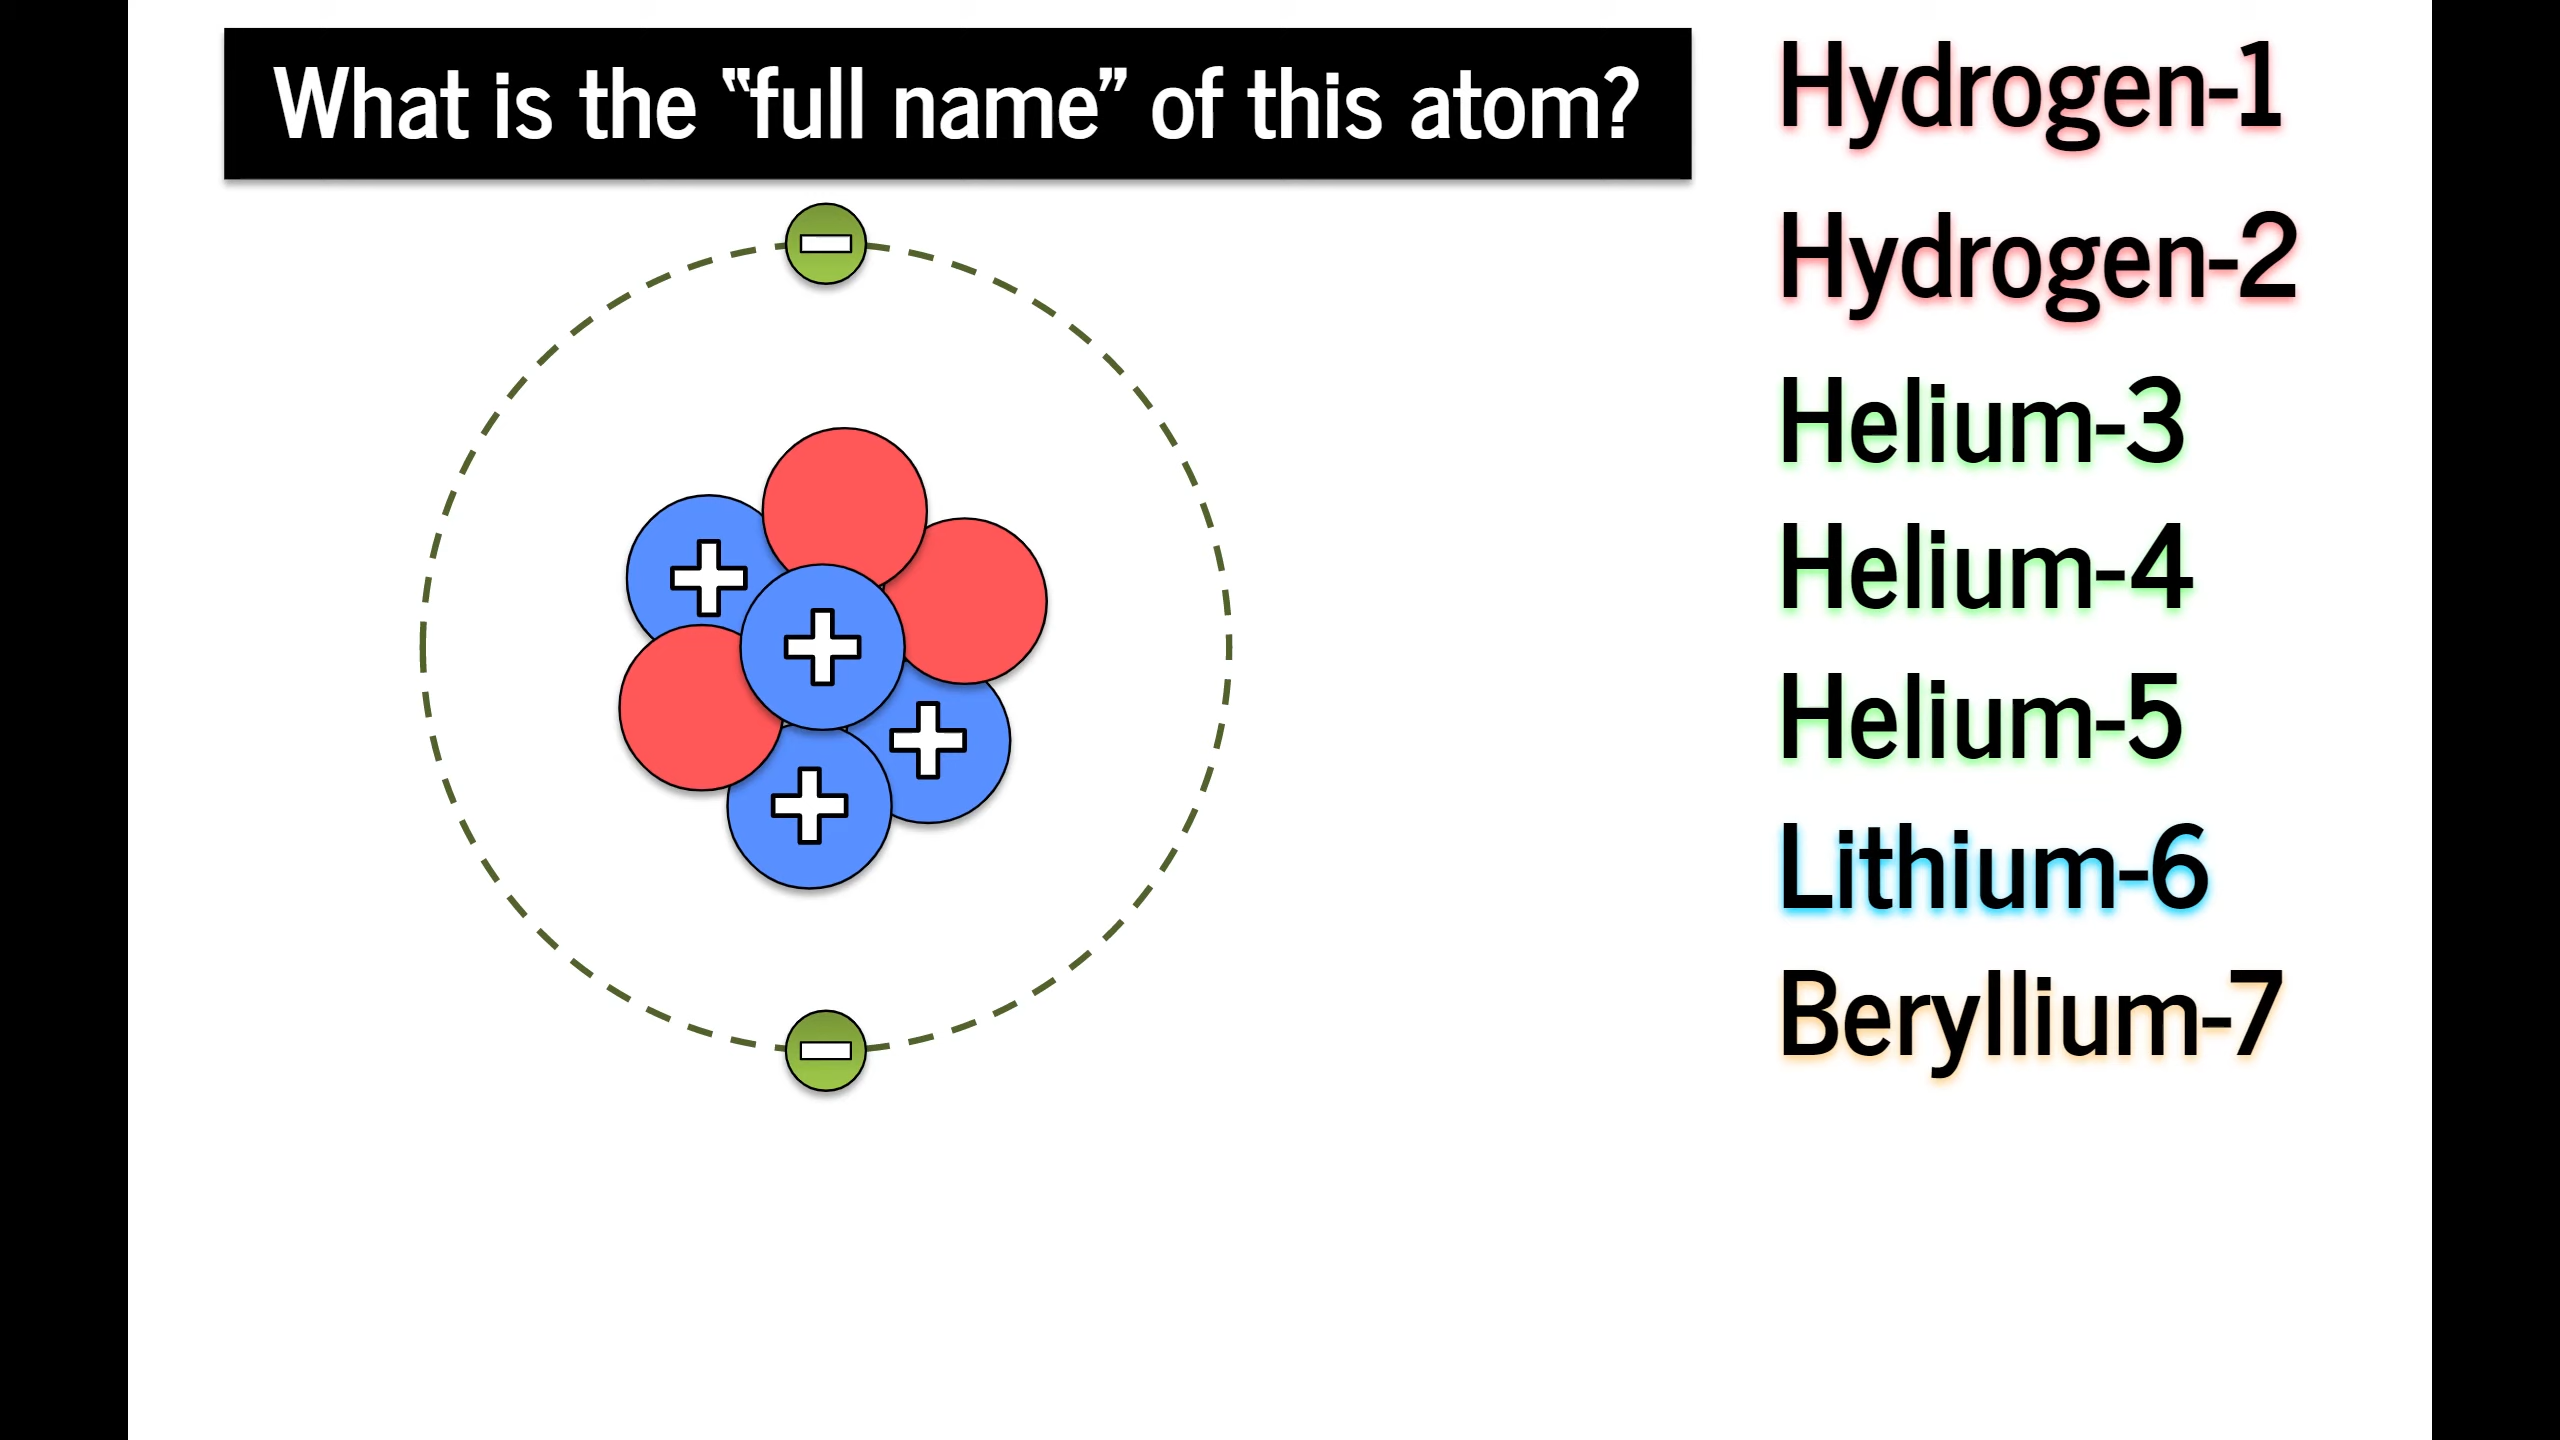 What is the “full name” of this atom?
Hydrogen-1
Hydrogen-2
Helium-3
Helium-4
Helium-5
Lithium-6
Beryllium-7